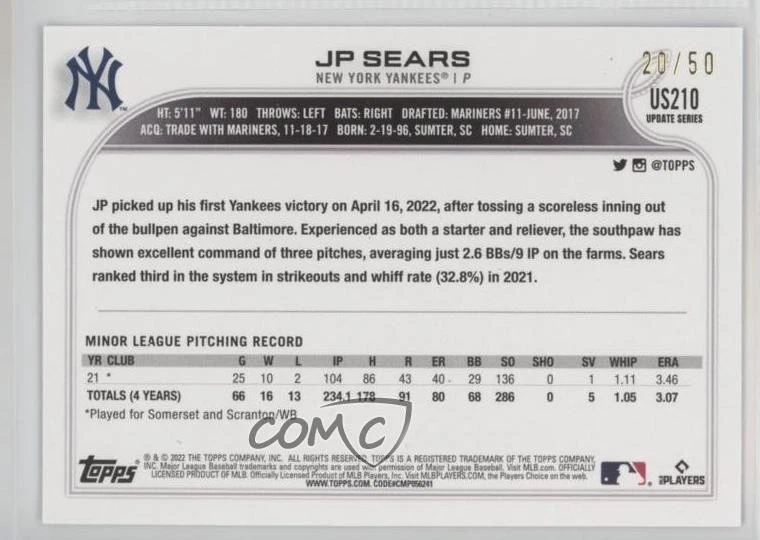 NY
JP SEARS
NEW YORK YANKEES® | P
20/50
US210
UPDATE SERIES
HT: 5'11" WT: 180 THROWS: LEFT BATS: RIGHT DRAFTED: MARINERS #11-JUNE, 2017
ACQ: TRADE WITH MARINERS, 11-18-17 BORN: 2-19-96, SUMTER, SC HOME: SUMTER, SC
@TOPPS
JP picked up his first Yankees victory on April 16, 2022, after tossing a scoreless inning out
of the bullpen against Baltimore. Experienced as both a starter and reliever, the southpaw has
shown excellent command of three pitches, averaging just 2.6 BBs/9 IP on the farms. Sears
ranked third in the system in strikeouts and whiff rate (32.8%) in 2021.
MINOR LEAGUE PITCHING RECORD
YR CLUB G W L IP H R ER BB SO SHO SV WHIP ERA
21 * 25 10 2 104 86 43 40 29 136 0 1 1.11 3.46
TOTALS (4 YEARS) 66 16 13 234.1 178 91 80 68 286 0 5 1.05 3.07
*Played for Somerset and Scranton/WB
COMC
Topps
® & © 2022 THE TOPPS COMPANY, INC. ALL RIGHTS RESERVED. TOPPS IS A REGISTERED TRADEMARK OF THE TOPPS COMPANY,
INC. Major League Baseball trademarks and copyrights are used with permission of Major League Baseball. Visit MLB.com. OFFICIALLY
LICENSED PRODUCT OF MLB Players, Inc. Visit MLBPLAYERS.COM, the Players Choice on the web.
WWW.TOPPS.COM. CODE#CMP056241
PLAYERS